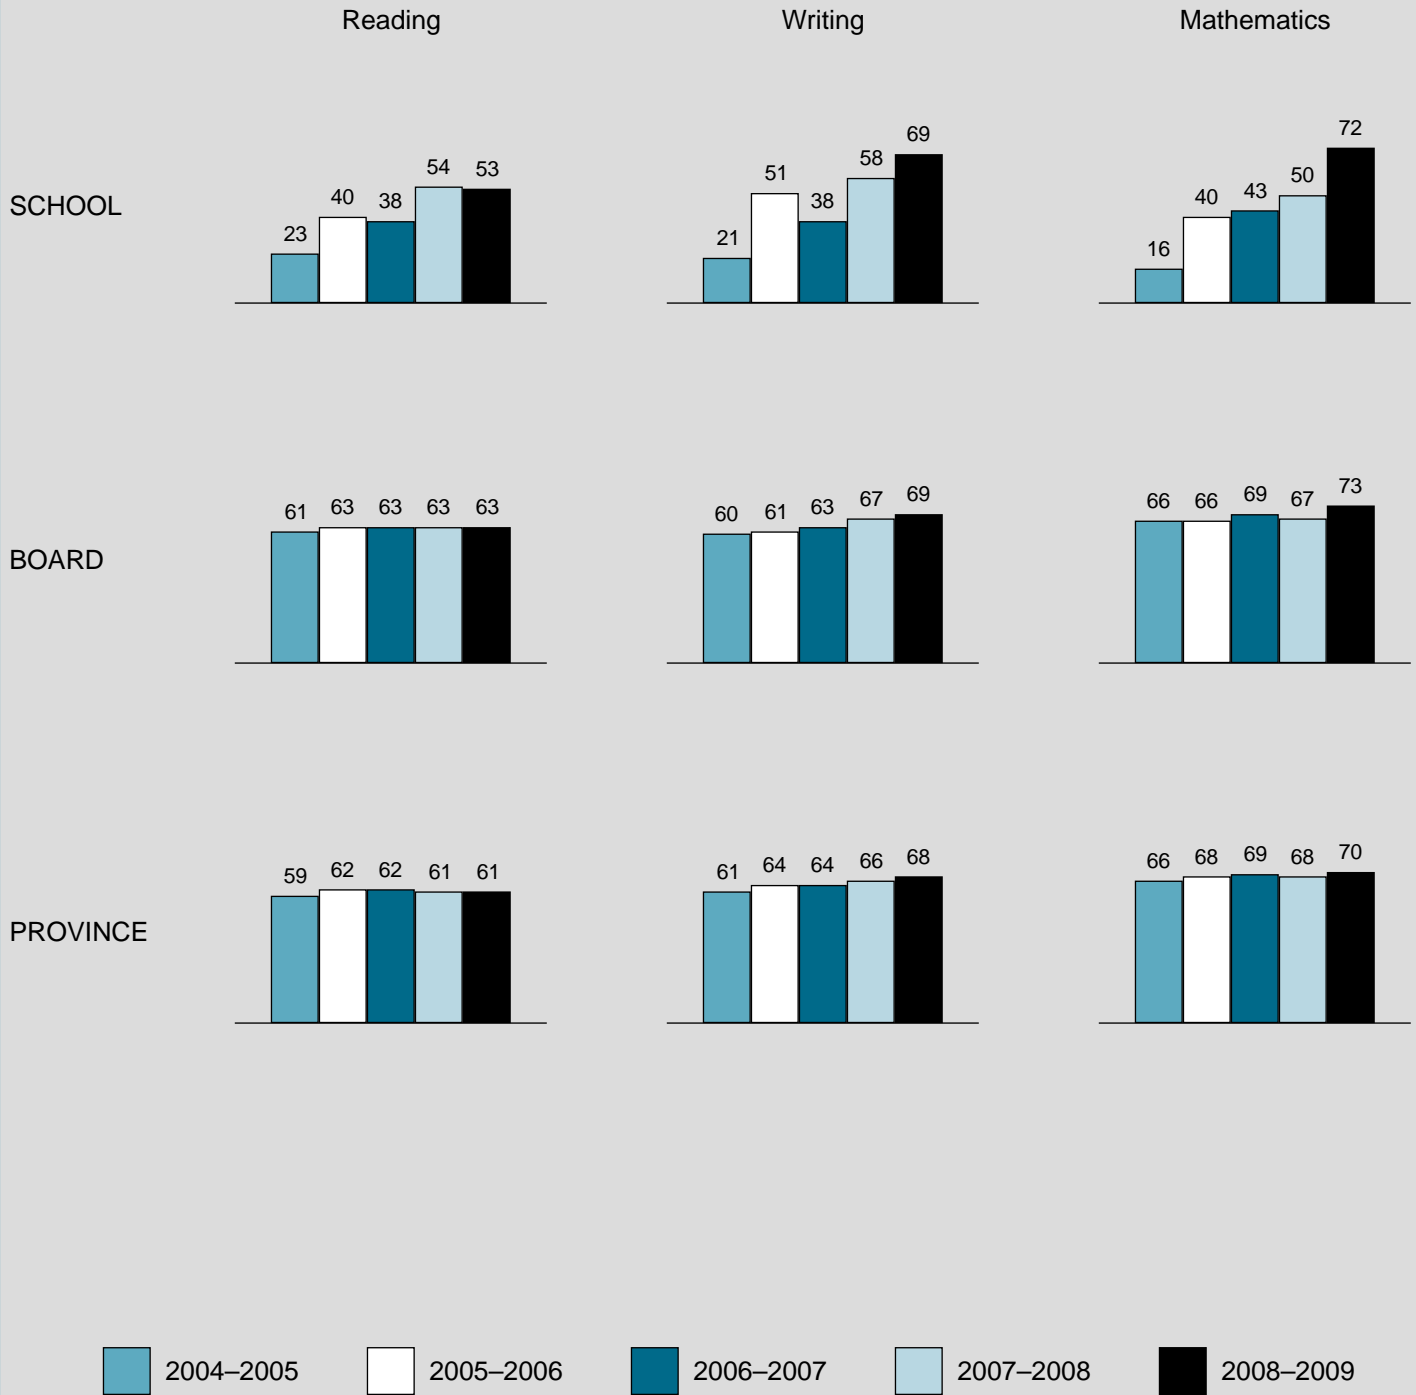 Reading Writing Mathematics
SCHOOL
23 40 38 54 53
21 51 38 58 69
16 40 43 50 72
BOARD
61 63 63 63 63
60 61 63 67 69
66 66 69 67 73
PROVINCE
59 62 62 61 61
61 64 64 66 68
66 68 69 68 70
2004–2005 2005–2006 2006–2007 2007–2008 2008–2009